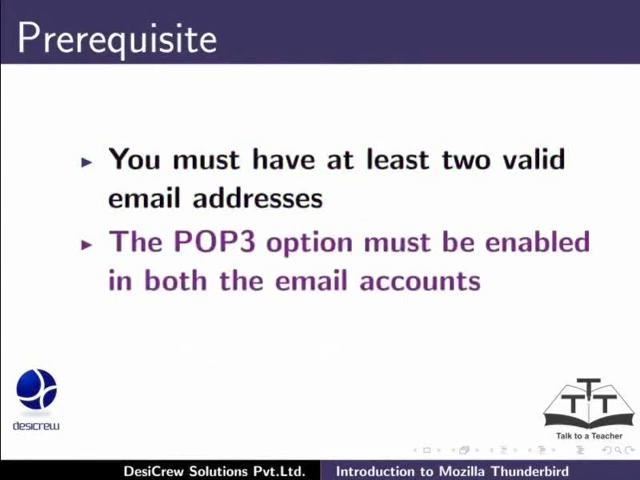 Prerequisite
You must have at least two valid
email addresses
The POP3 option must be enabled
in both the email accounts
desicrew
TTT
Talk to a Teacher
DesiCrew Solutions Pvt.Ltd. Introduction to Mozilla Thunderbird